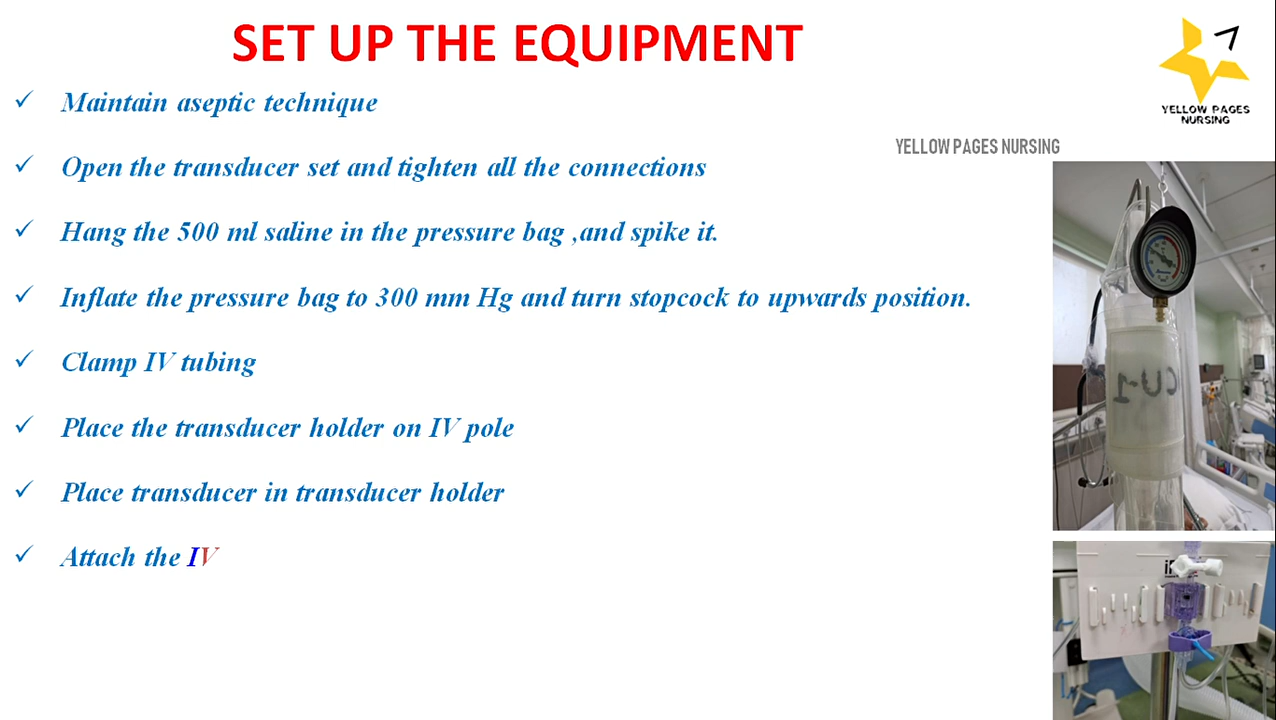 SET UP THE EQUIPMENT
YELLOW PAGES
NURSING
✓ Maintain aseptic technique
YELLOW PAGES NURSING
✓ Open the transducer set and tighten all the connections
✓ Hang the 500 ml saline in the pressure bag ,and spike it.
✓ Inflate the pressure bag to 300 mm Hg and turn stopcock to upwards position.
✓ Clamp IV tubing
CU-1
✓ Place the transducer holder on IV pole
✓ Place transducer in transducer holder
✓ Attach the IV